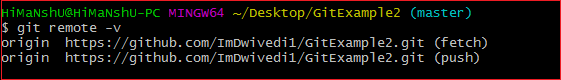 HiMaNshU@HiMaNshU-PC MINGW64 ~/Desktop/GitExample2 (master)
$ git remote -v
origin  https://github.com/ImDwivedi1/GitExample2.git (fetch)
origin  https://github.com/ImDwivedi1/GitExample2.git (push)